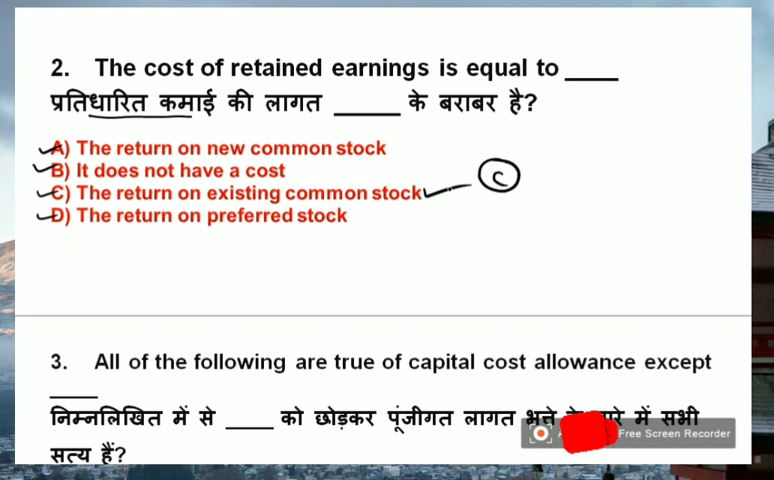 2. The cost of retained earnings is equal to ____
प्रतिधारित कमाई की लागत _____ के बराबर है?
A) The return on new common stock
B) It does not have a cost
C) The return on existing common stock
C
D) The return on preferred stock
3. All of the following are true of capital cost allowance except
____
निम्नलिखित में से ____ को छोड़कर पूंजीगत लागत भत्ते के बारे में सभी
सत्य हैं?
Free Screen Recorder